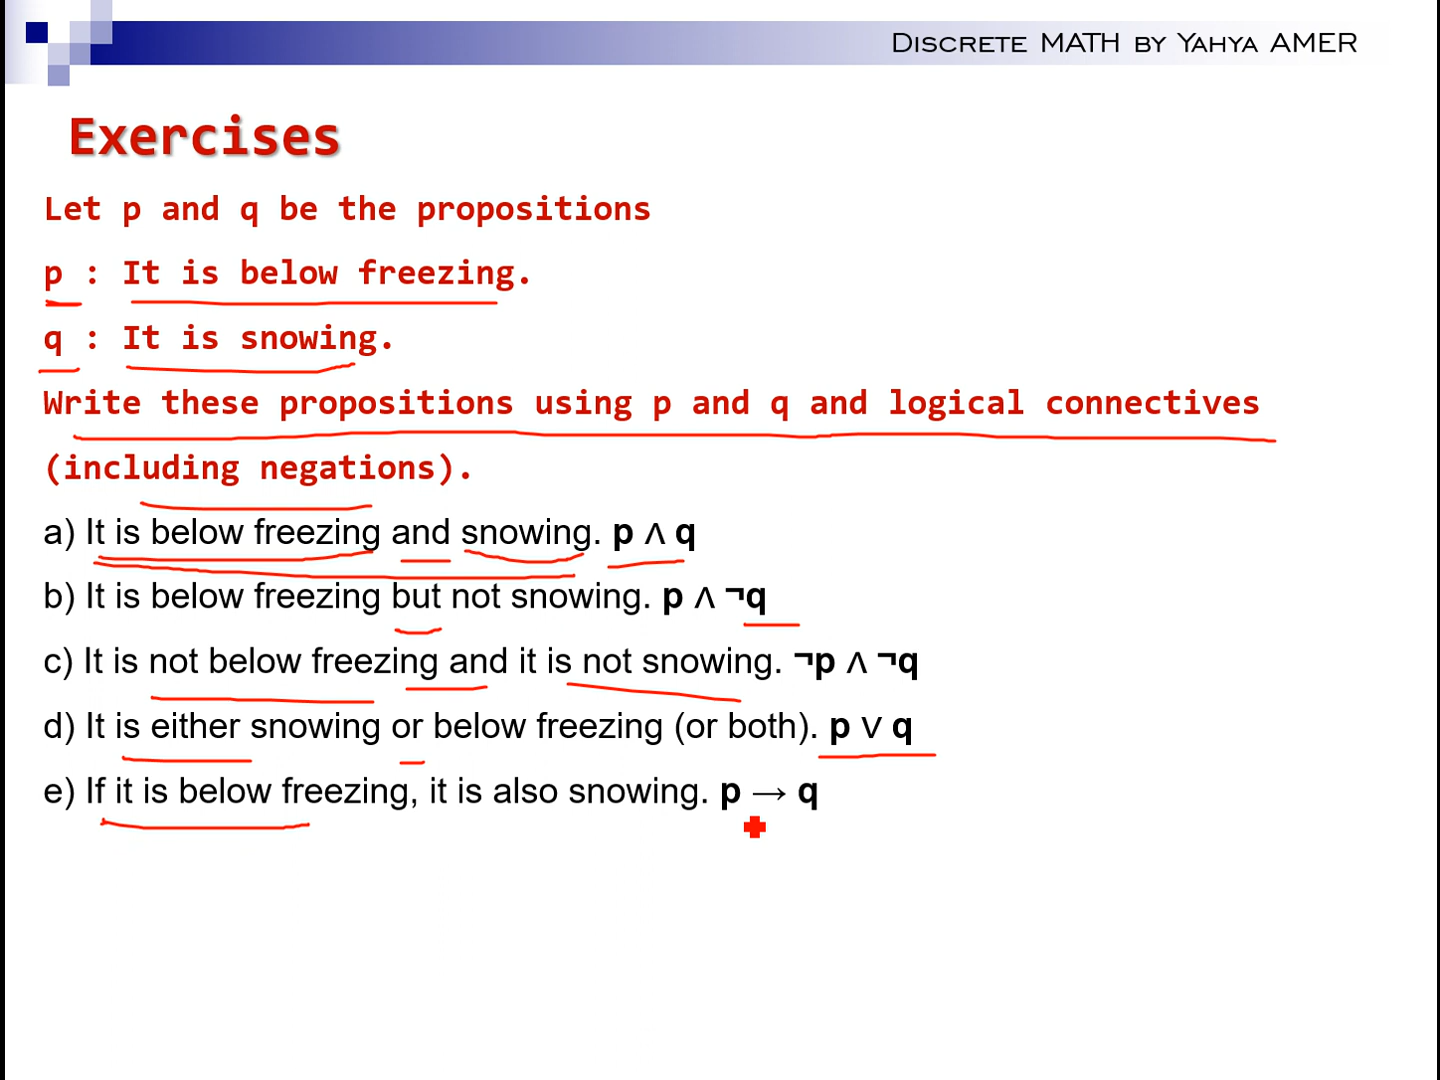 DISCRETE MATH BY YAHYA AMER
Exercises
Let p and q be the propositions
p : It is below freezing.
q : It is snowing.
Write these propositions using p and q and logical connectives
(including negations).
a) It is below freezing and snowing. p ∧ q
b) It is below freezing but not snowing. p ∧ ¬q
c) It is not below freezing and it is not snowing. ¬p ∧ ¬q
d) It is either snowing or below freezing (or both). p ∨ q
e) If it is below freezing, it is also snowing. p → q